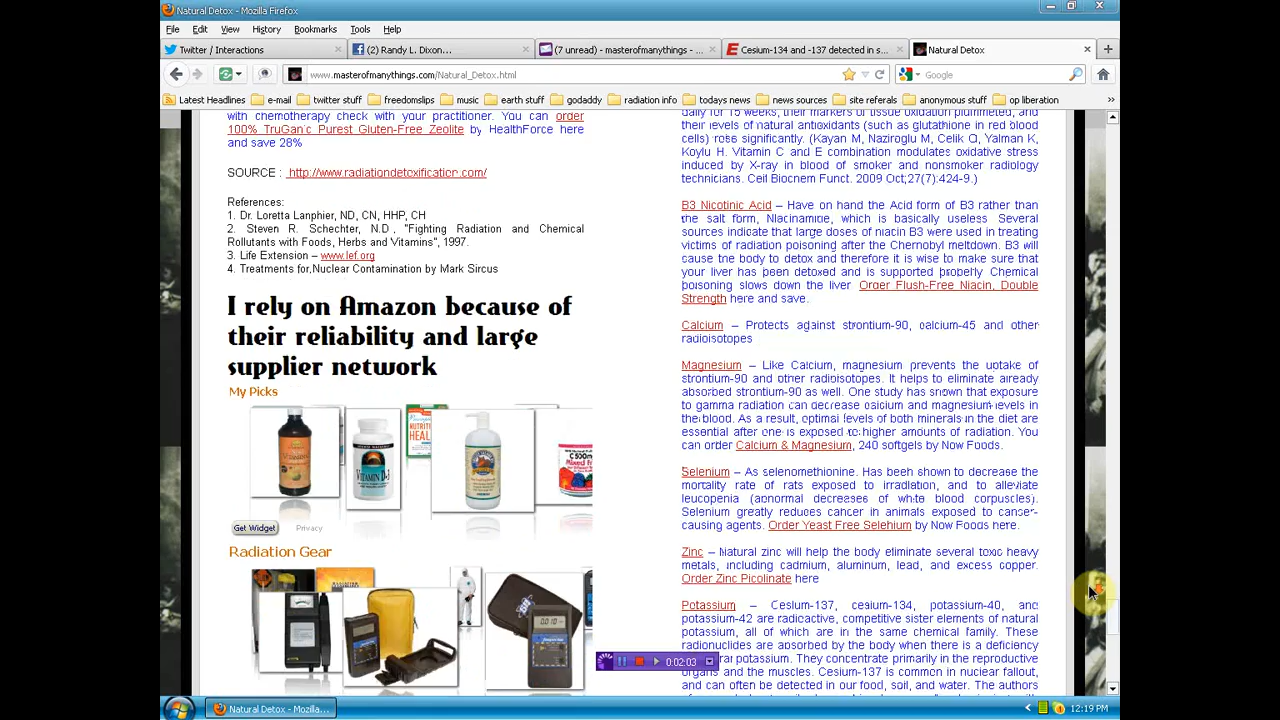 Natural Detox - Mozilla Firefox
File Edit View History Bookmarks Tools Help
Twitter / Interactions
(2) Randy L. Dixon...
(7 unread) - masterofmanythings - ...
Cesium-134 and -137 detected in s...
Natural Detox
www.masterofmanythings.com/Natural_Detox.html
Google
Latest Headlines e-mail twitter stuff freedomslips music earth stuff godaddy radiation info todays news news sources site referals anonymous stuff op liberation
with chemotherapy check with your practitioner. You can order
100% TruGanic Purest Gluten-Free Zeolite by HealthForce here
and save 28%
SOURCE : http://www.radiationdetoxification.com/
References:
1. Dr. Loretta Lanphier, ND, CN, HHP, CH
2. Steven R. Schechter, N.D., "Fighting Radiation and Chemical
Pollutants with Foods, Herbs and Vitamins", 1997.
3. Life Extension – www.lef.org
4. Treatments for Nuclear Contamination by Mark Sircus
I rely on Amazon because of
their reliability and large
supplier network
My Picks
VITAMIN D-3
C 500
Get Widget Privacy
Radiation Gear
daily for 15 weeks, their markers of tissue oxidation plummeted, and
their levels of natural antioxidants (such as glutathione in red blood
cells) rose significantly. (Kayan M, Naziroglu M, Celik O, Yalman K,
Koylu H. Vitamin C and E combination modulates oxidative stress
induced by X-ray in blood of smoker and nonsmoker radiology
technicians. Cell Biochem Funct. 2009 Oct;27(7):424-9.)
B3 Nicotinic Acid – Have on hand the Acid form of B3 rather than
the salt form, Niacinamide, which is basically useless. Several
sources indicate that large doses of niacin B3 were used in treating
victims of radiation poisoning after the Chernobyl meltdown. B3 will
cause the body to detox and therefore it is wise to make sure that
your liver has been detoxed and is supported properly. Chemical
poisoning slows down the liver. Order Flush-Free Niacin, Double
Strength here and save.
Calcium – Protects against strontium-90, calcium-45 and other
radioisotopes
Magnesium – Like Calcium, magnesium prevents the uptake of
strontium-90 and other radioisotopes. It helps to eliminate already
absorbed strontium-90 as well. One study has shown that exposure
to gamma radiation can decrease calcium and magnesium levels in
the blood. As a result, optimal levels of both minerals in the diet are
essential after one is exposed to higher amounts of radiation. You
can order Calcium & Magnesium, 240 softgels by Now Foods.
Selenium – As selenomethionine. Has been shown to decrease the
mortality rate of rats exposed to irradiation, and to alleviate
leucopenia (abnormal decreases of white blood corpuscles).
Selenium greatly reduces cancer in animals exposed to cancer-
causing agents. Order Yeast Free Selenium by Now Foods here.
Zinc – Natural zinc will help the body eliminate several toxic heavy
metals, including cadmium, aluminum, lead, and excess copper.
Order Zinc Picolinate here
Potassium – Cesium-137, cesium-134, potassium-40, and
potassium-42 are radioactive, competitive sister elements of natural
potassium, all of which are in the same chemical family. These
radionuclides are absorbed by the body when there is a deficiency
potassium. They concentrate primarily in the reproductive
organs and the muscles. Cesium-137 is common in nuclear fallout,
and can often be detected in our food, soil, and water. The authors
0:02:03
Natural Detox - Mozilla...
12:19 PM